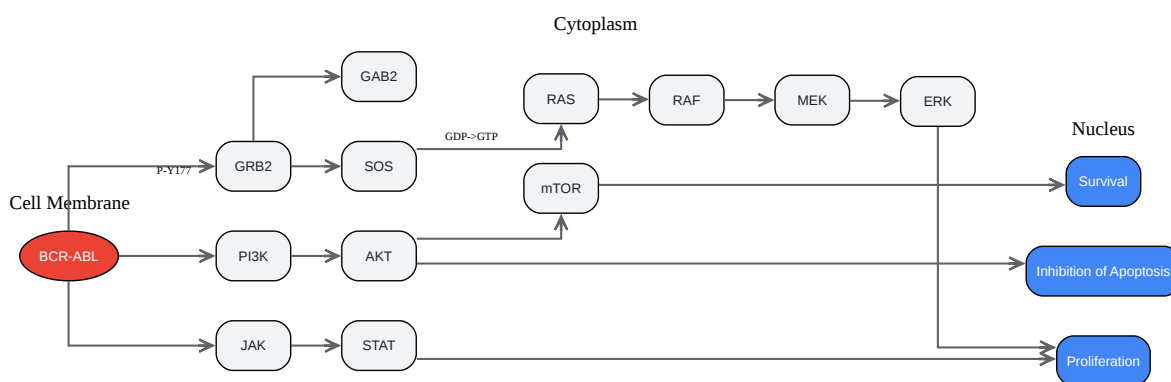 Cytoplasm
GAB2
RAS
RAF
MEK
ERK
Nucleus
GDP->GTP
P-Y177
GRB2
SOS
mTOR
Survival
Cell Membrane
BCR-ABL
PI3K
AKT
Inhibition of Apoptosis
JAK
STAT
Proliferation